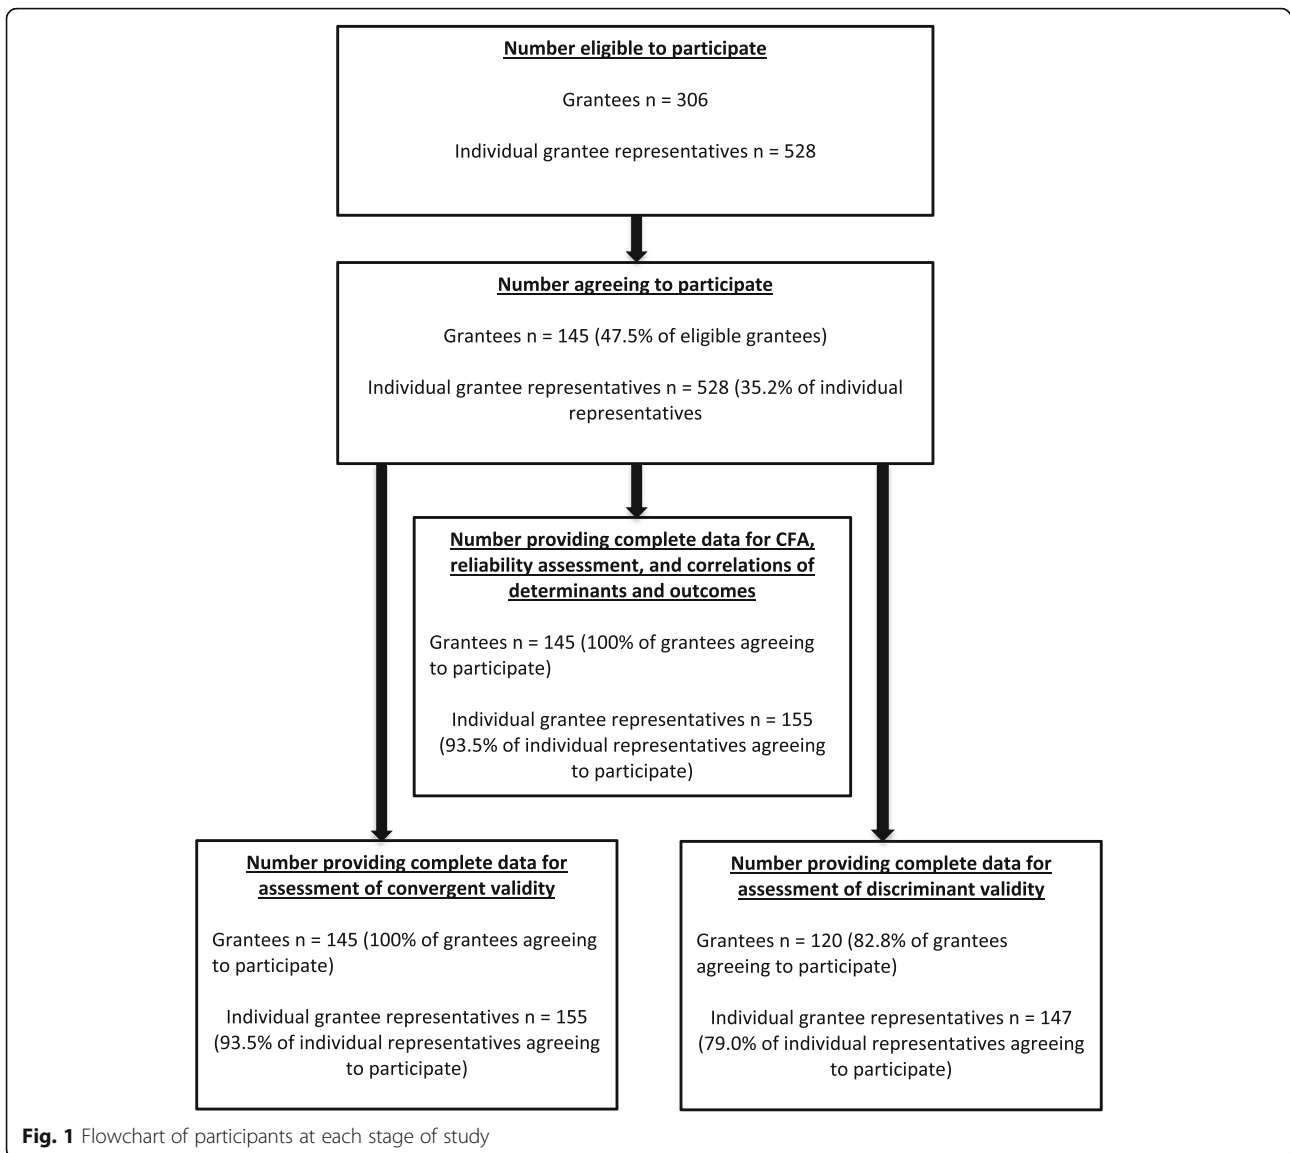 Number eligible to participate
Grantees n = 306
Individual grantee representatives n = 528
Number agreeing to participate
Grantees n = 145 (47.5% of eligible grantees)
Individual grantee representatives n = 528 (35.2% of individual
representatives
Number providing complete data for CFA,
reliability assessment, and correlations of
determinants and outcomes
Grantees n = 145 (100% of grantees agreeing
to participate)
Individual grantee representatives n = 155
(93.5% of individual representatives agreeing
to participate)
Number providing complete data for
assessment of convergent validity
Grantees n = 145 (100% of grantees agreeing
to participate)
Individual grantee representatives n = 155
(93.5% of individual representatives agreeing
to participate)
Number providing complete data for
assessment of discriminant validity
Grantees n = 120 (82.8% of grantees
agreeing to participate)
Individual grantee representatives n = 147
(79.0% of individual representatives agreeing
to participate)
Fig. 1 Flowchart of participants at each stage of study